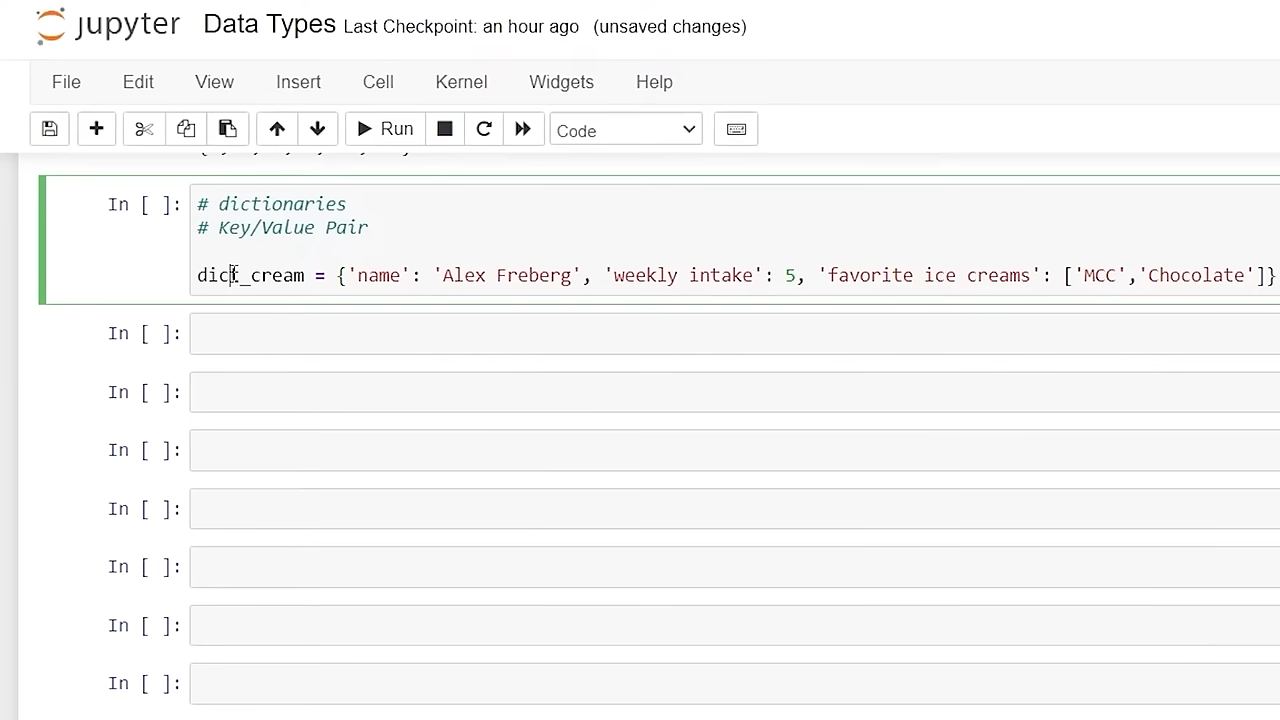 jupyter Data Types Last Checkpoint: an hour ago (unsaved changes)
File Edit View Insert Cell Kernel Widgets Help
Run Code
In [ ]: # dictionaries
# Key/Value Pair
dict_cream = {'name': 'Alex Freberg', 'weekly intake': 5, 'favorite ice creams': ['MCC','Chocolate']}
In [ ]:
In [ ]:
In [ ]:
In [ ]:
In [ ]:
In [ ]:
In [ ]: